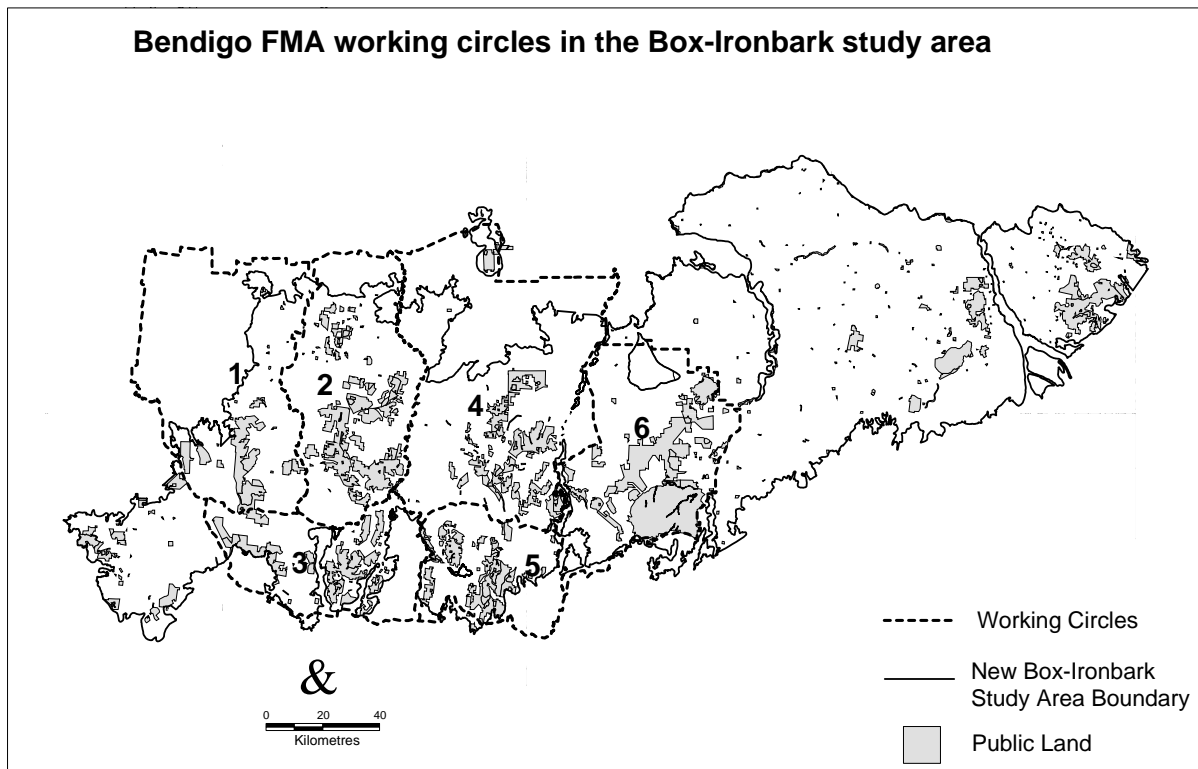 Bendigo FMA working circles in the Box-Ironbark study area
1
2
4
6
3
5
&
0 20 40
Kilometres
Working Circles
New Box-Ironbark
Study Area Boundary
Public Land